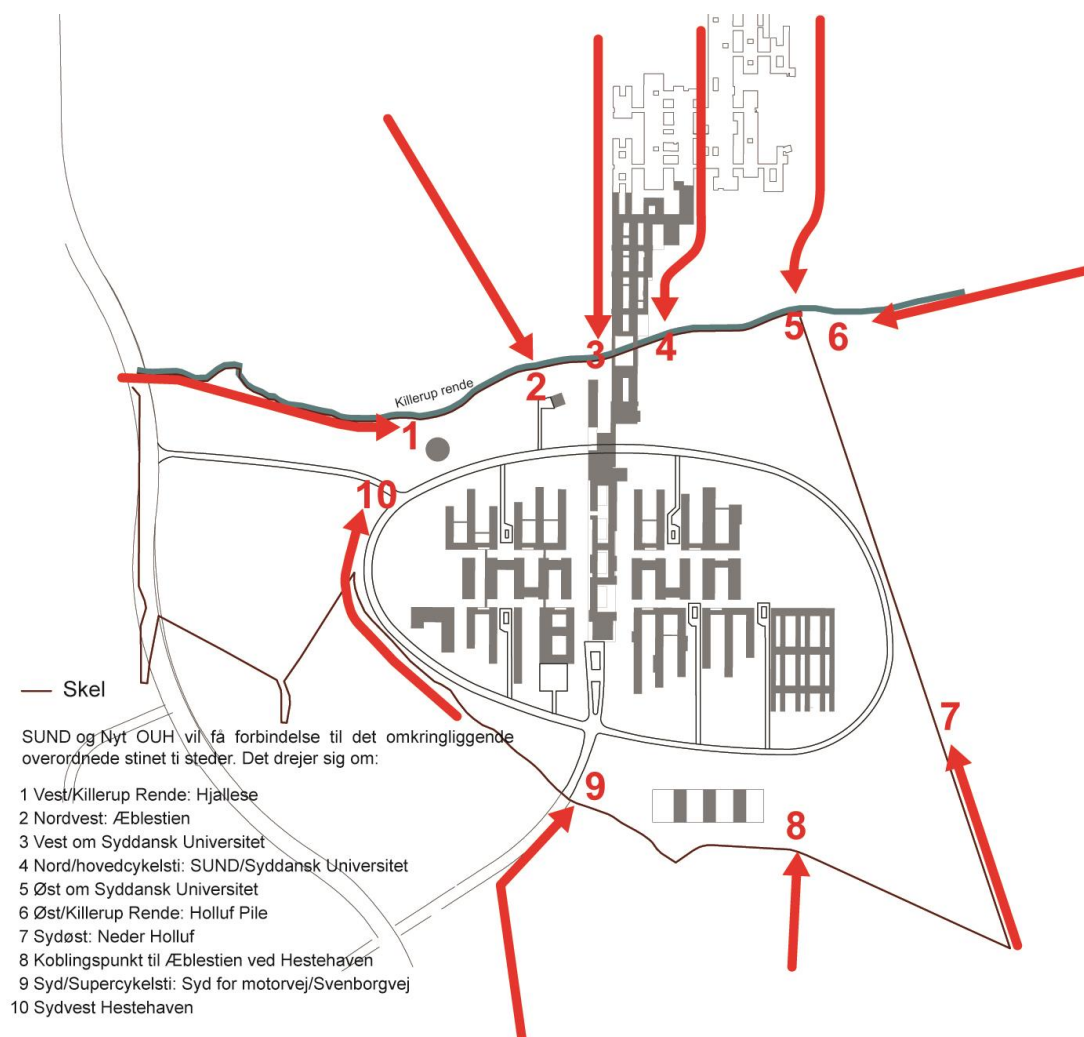 3
4
5
6
2
Killerup rende
1
10
Skel
7
SUND og Nyt OUH vil få forbindelse til det omkringliggende
overordnede stinet ti steder. Det drejer sig om:
9
8
1 Vest/Killerup Rende: Hjallese
2 Nordvest: Æblestien
3 Vest om Syddansk Universitet
4 Nord/hovedcykelsti: SUND/Syddansk Universitet
5 Øst om Syddansk Universitet
6 Øst/Killerup Rende: Holluf Pile
7 Sydøst: Neder Holluf
8 Koblingspunkt til Æblestien ved Hestehaven
9 Syd/Supercykelsti: Syd for motorvej/Svenborgvej
10 Sydvest Hestehaven